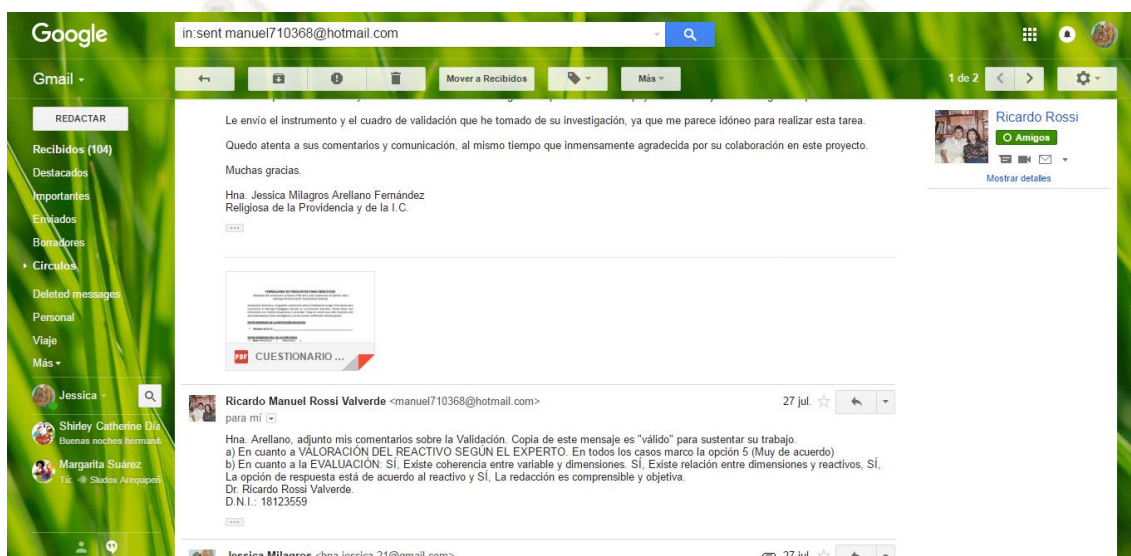 Google
in:sent manuel710368@hotmail.com
Gmail
Mover a Recibidos
Más
1 de 2
REDACTAR
Recibidos (104)
Destacados
Importantes
Enviados
Borradores
Círculos
Deleted messages
Personal
Viaje
Más
Jessica
Shirley Catherine Día
Buenas noches hermanit
Margarita Suárez
Tú:
Sludos Arequipeñ
Le envío el instrumento y el cuadro de validación que he tomado de su investigación, ya que me parece idóneo para realizar esta tarea.
Quedo atenta a sus comentarios y comunicación, al mismo tiempo que inmensamente agradecida por su colaboración en este proyecto.
Muchas gracias.
Hna. Jessica Milagros Arellano Fernández
Religiosa de la Providencia y de la I.C.
PDF CUESTIONARIO ...
Ricardo Manuel Rossi Valverde <manuel710368@hotmail.com>
27 jul.
para mí
Hna. Arellano, adjunto mis comentarios sobre la Validación. Copia de este mensaje es "válido" para sustentar su trabajo.
a) En cuanto a VALORACIÓN DEL REACTIVO SEGÚN EL EXPERTO. En todos los casos marco la opción 5 (Muy de acuerdo)
b) En cuanto a la EVALUACIÓN: SÍ, Existe coherencia entre variable y dimensiones. SÍ, Existe relación entre dimensiones y reactivos, SÍ,
La opción de respuesta está de acuerdo al reactivo y SÍ, La redacción es comprensible y objetiva.
Dr. Ricardo Rossi Valverde.
D.N.I.: 18123559
Jessica Milagros <hna.jessica.21@gmail.com>
27 jul.
Ricardo Rossi
Amigos
Mostrar detalles